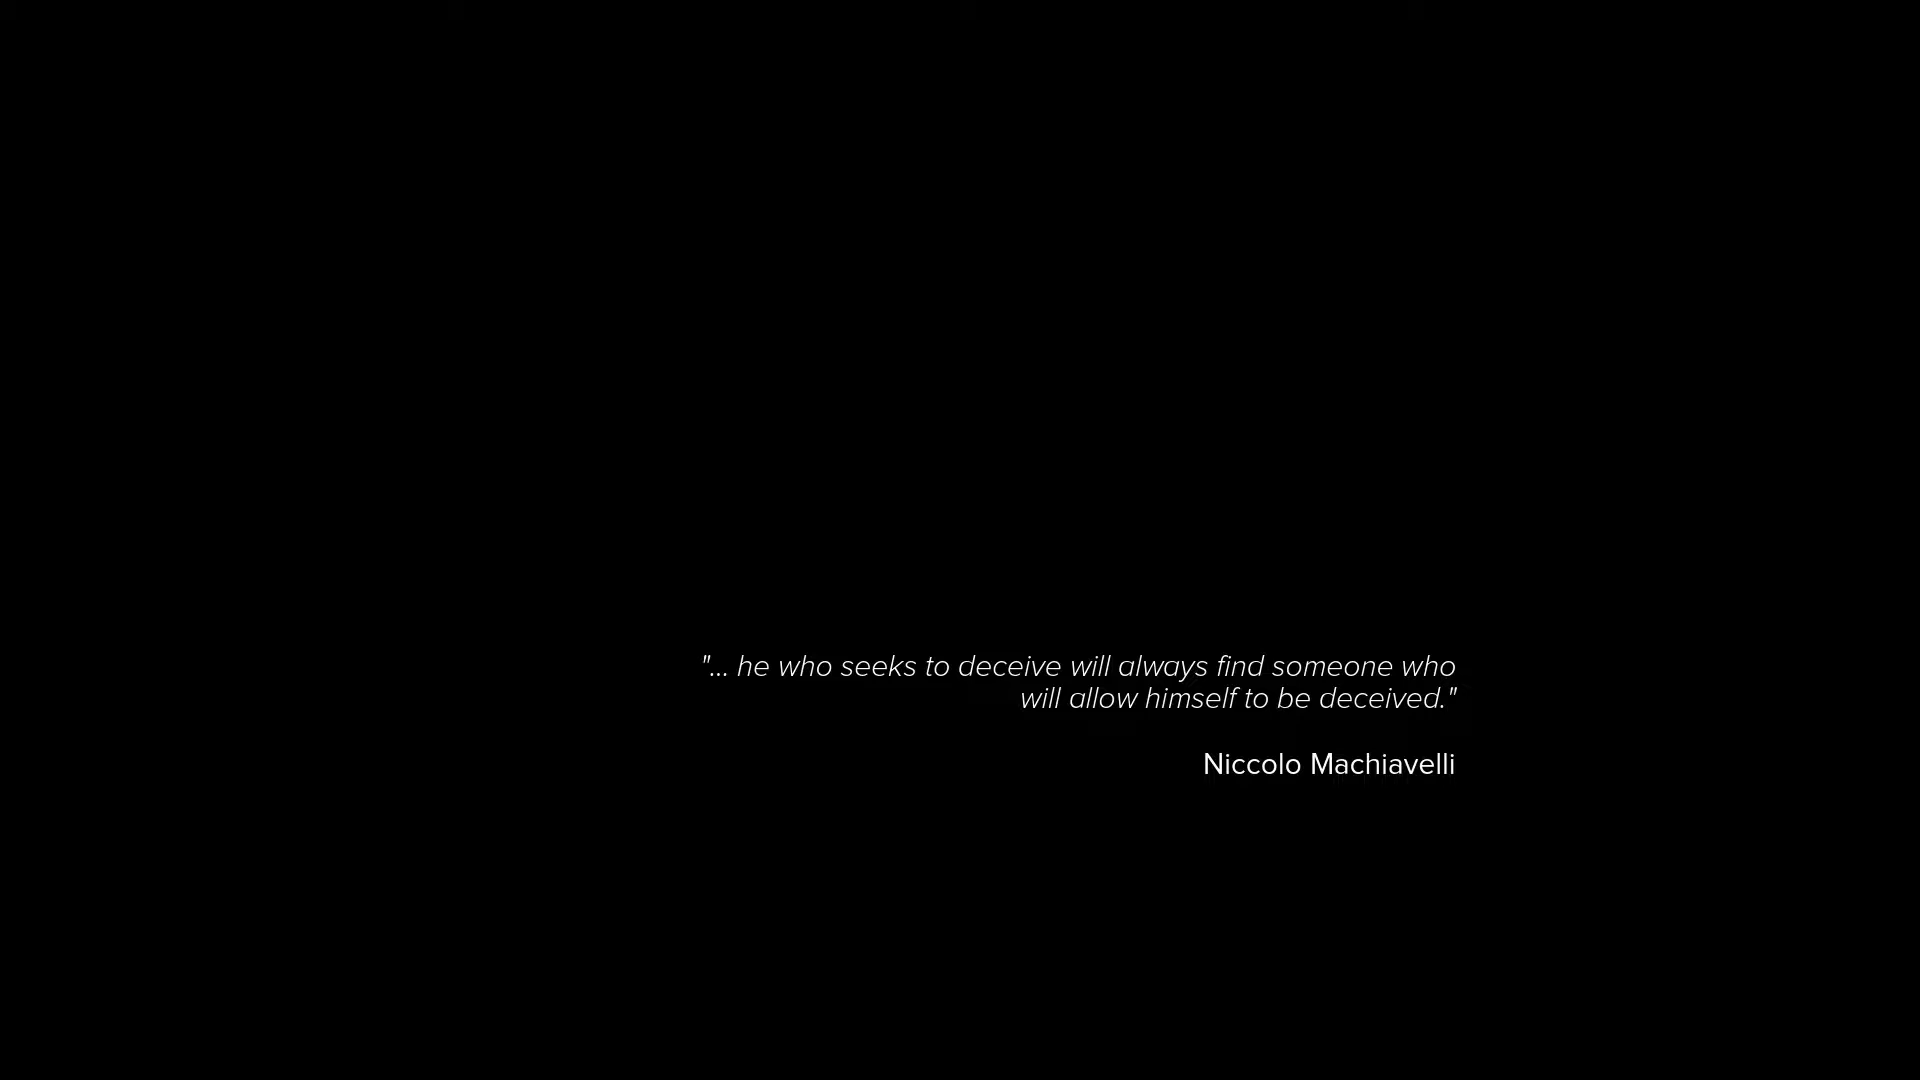 "... he who seeks to deceive will always find someone who
will allow himself to be deceived."
Niccolo Machiavelli